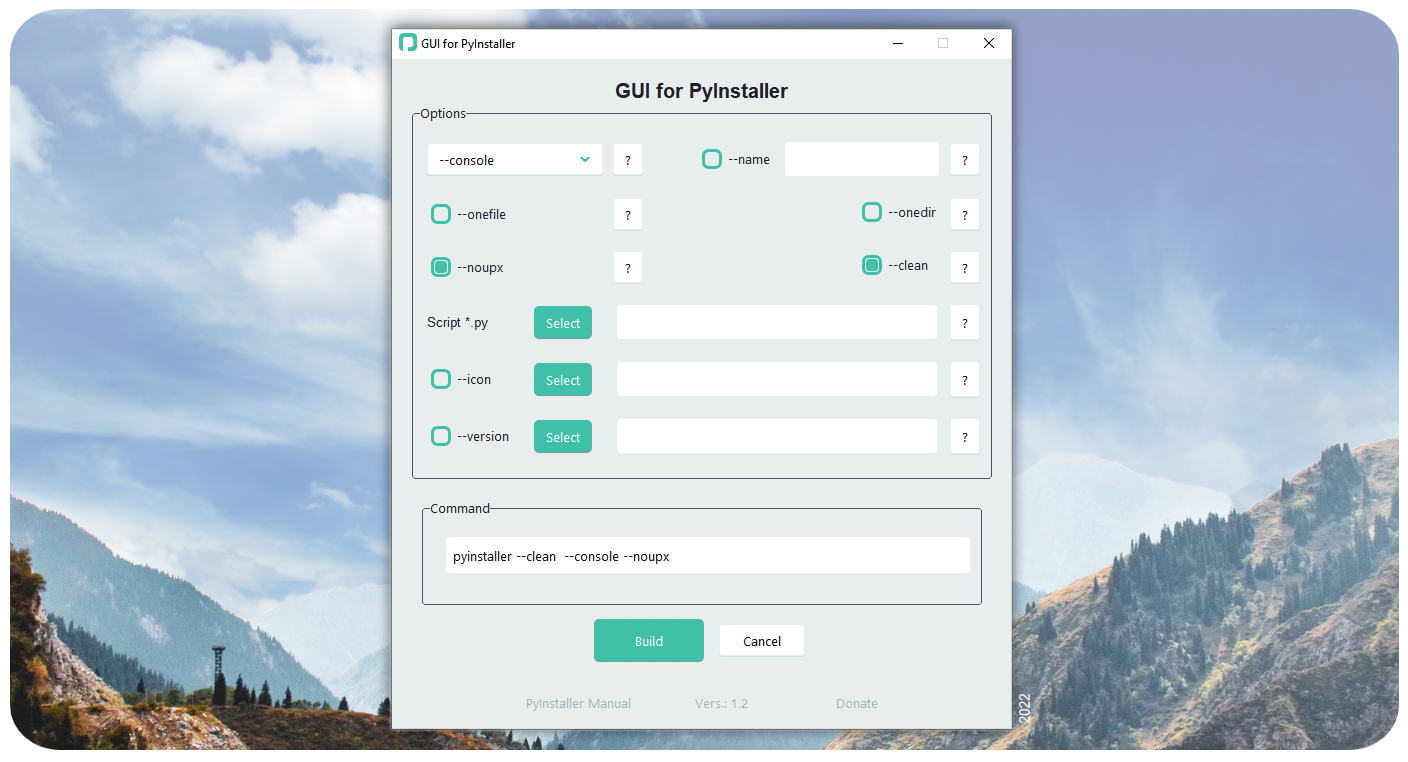 GUI for PyInstaller
GUI for PyInstaller
Options
--console ? --name ?
--onefile ? --onedir ?
--noupx ? --clean ?
Script *.py Select ?
--icon Select ?
--version Select ?
Command
pyinstaller --clean  --console --noupx
Build Cancel
PyInstaller Manual Vers.: 1.2 Donate
2022